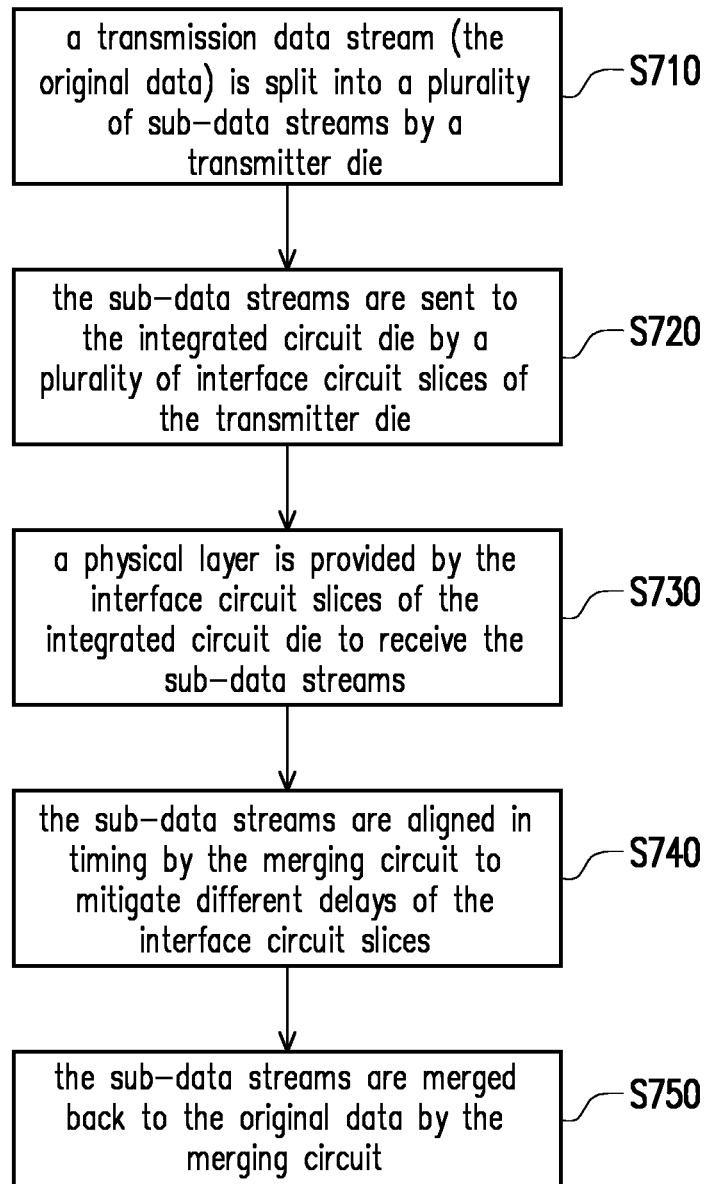 a transmission data stream (the
original data) is split into a plurality
of sub-data streams by a
transmitter die
S710
the sub-data streams are sent to
the integrated circuit die by a
plurality of interface circuit slices of
the transmitter die
S720
a physical layer is provided by the
interface circuit slices of the
integrated circuit die to receive the
sub-data streams
S730
the sub-data streams are aligned in
timing by the merging circuit to
mitigate different delays of the
interface circuit slices
S740
the sub-data streams are merged
back to the original data by the
merging circuit
S750